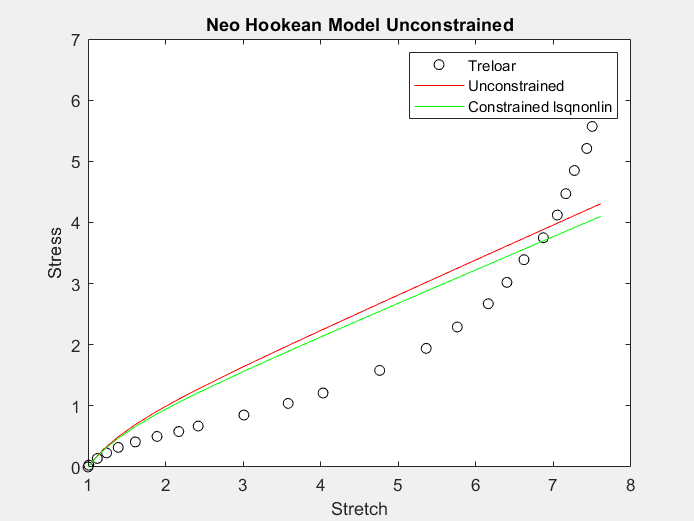 Neo Hookean Model Unconstrained
7
Treloar
Unconstrained
Constrained lsqnonlin
6
5
4
3
2
1
0
Stress
1 2 3 4 5 6 7 8
Stretch